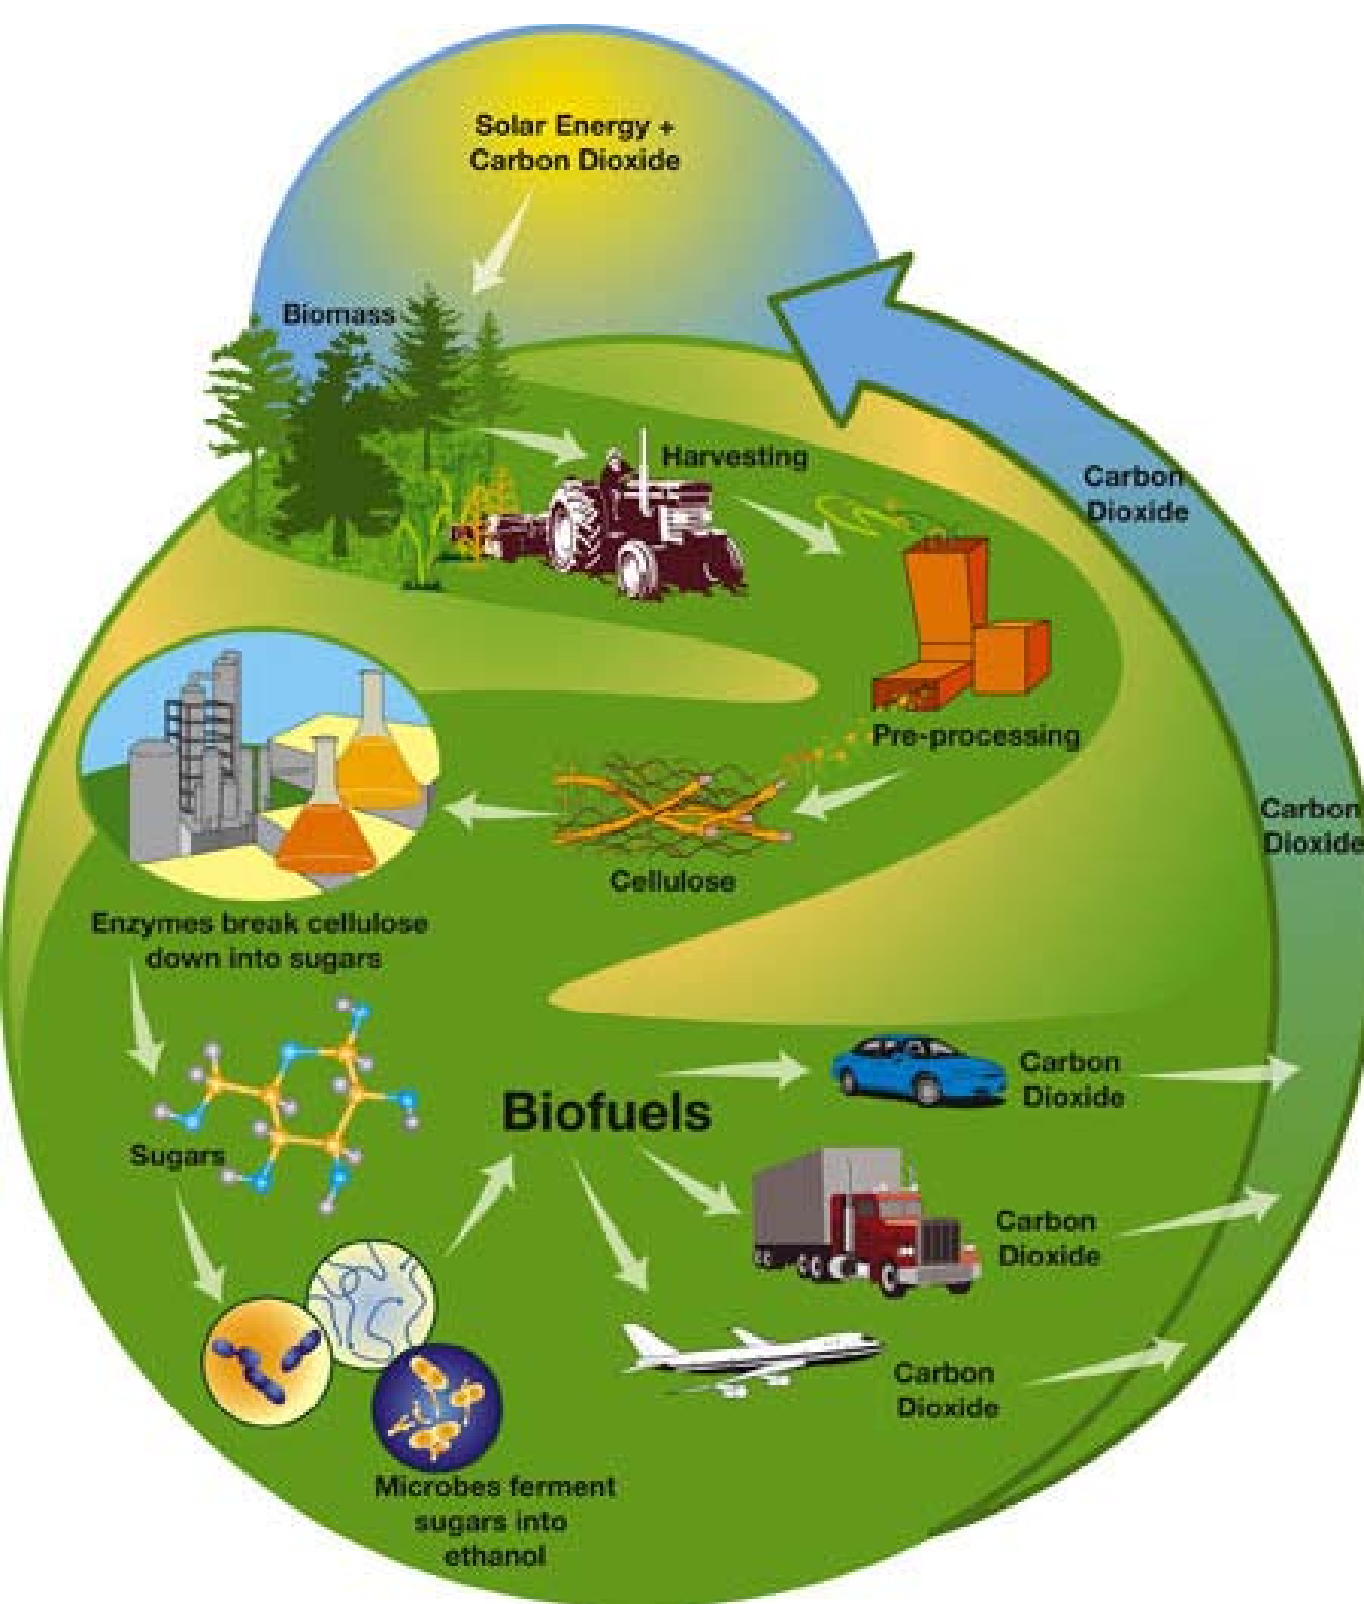 Solar Energy +
Carbon Dioxide
Biomass
Harvesting
Carbon
Dioxide
Pre-processing
Carbon
Dioxide
Cellulose
Enzymes break cellulose
down into sugars
Carbon
Dioxide
Biofuels
Sugars
Carbon
Dioxide
Carbon
Dioxide
Microbes ferment
sugars into
ethanol